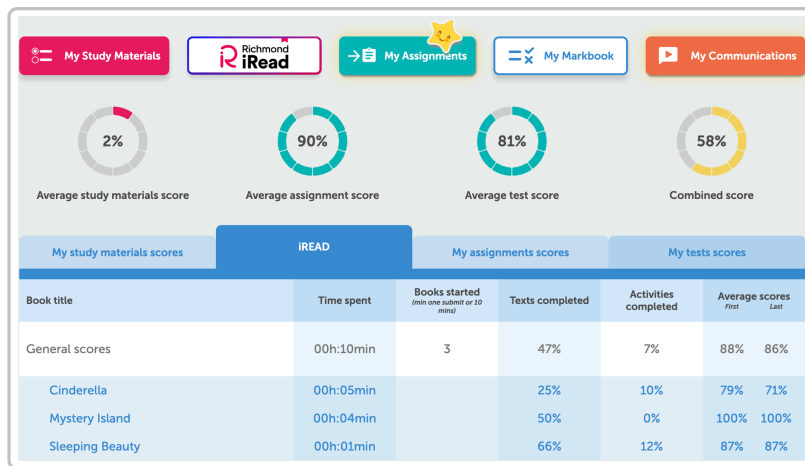 My Study Materials
Richmond
iRead
My Assignments
My Markbook
My Communications
2%
90%
81%
58%
Average study materials score
Average assignment score
Average test score
Combined score
My study materials scores
iREAD
My assignments scores
My tests scores
Book title
Time spent
Books started
(min one submit or 10
mins)
Texts completed
Activities
completed
Average scores
First Last
General scores 00h:10min 3 47% 7% 88% 86%
Cinderella 00h:05min 25% 10% 79% 71%
Mystery Island 00h:04min 50% 0% 100% 100%
Sleeping Beauty 00h:01min 66% 12% 87% 87%